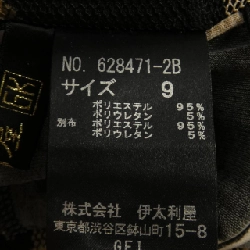 NO. 628471-2B
サイズ 9
ポリエステル 95%
ポリウレタン 5%
別布 ポリエステル 95%
ポリウレタン 5%
株式会社 伊太利屋
東京都渋谷区鉢山町15-8
GFI
屋
GK